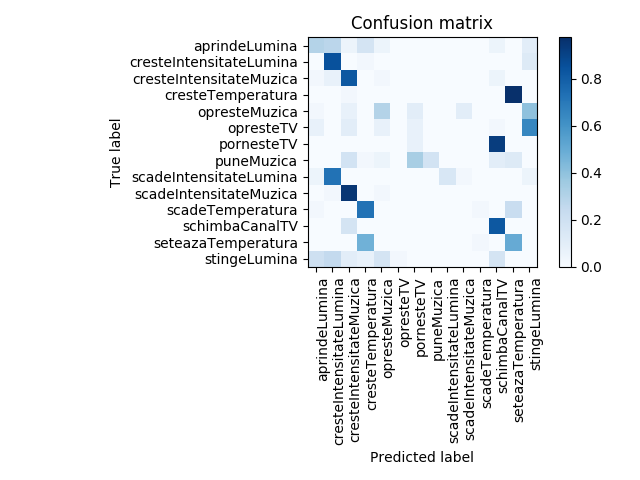 Confusion matrix
True label
aprindeLumina
cresteIntensitateLumina
cresteIntensitateMuzica
cresteTemperatura
opresteMuzica
opresteTV
pornesteTV
puneMuzica
scadeIntensitateLumina
scadeIntensitateMuzica
scadeTemperatura
schimbaCanalTV
seteazaTemperatura
stingeLumina
0.8
0.6
0.4
0.2
0.0
aprindeLumina
cresteIntensitateLumina
cresteIntensitateMuzica
cresteTemperatura
opresteMuzica
opresteTV
pornesteTV
puneMuzica
scadeIntensitateLumina
scadeIntensitateMuzica
scadeTemperatura
schimbaCanalTV
seteazaTemperatura
stingeLumina
Predicted label